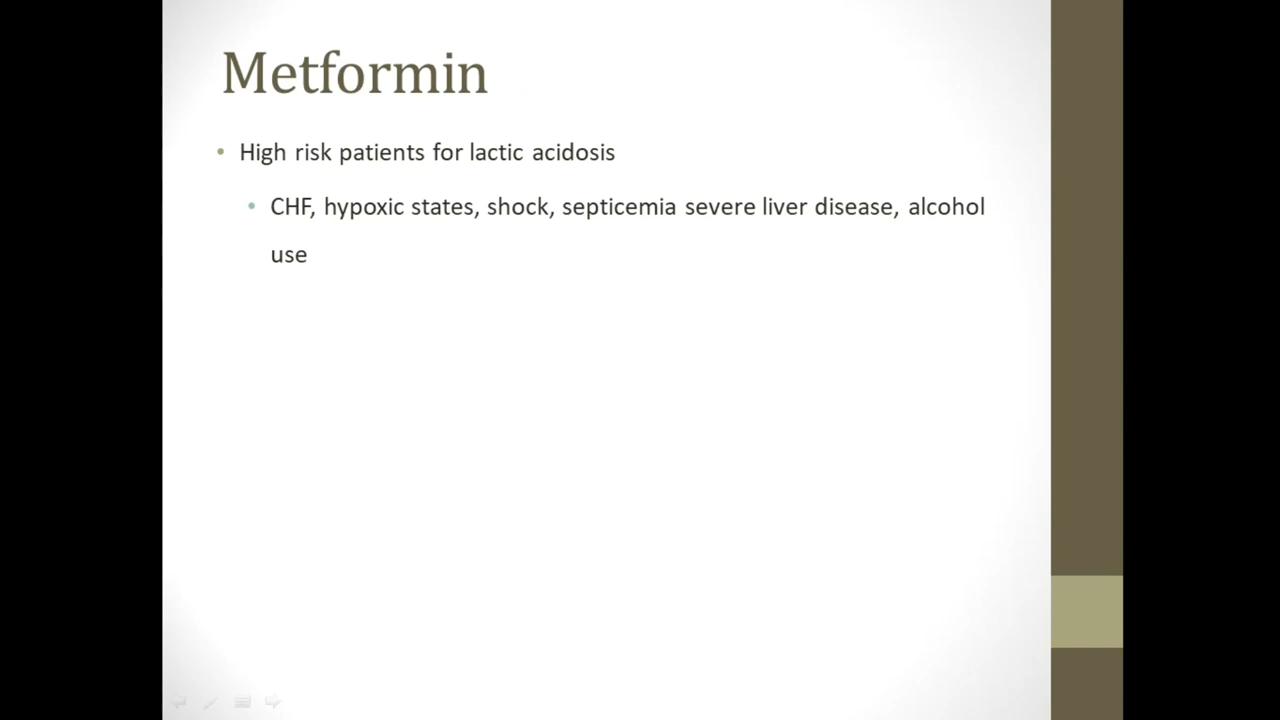 Metformin
• High risk patients for lactic acidosis
• CHF, hypoxic states, shock, septicemia severe liver disease, alcohol
use